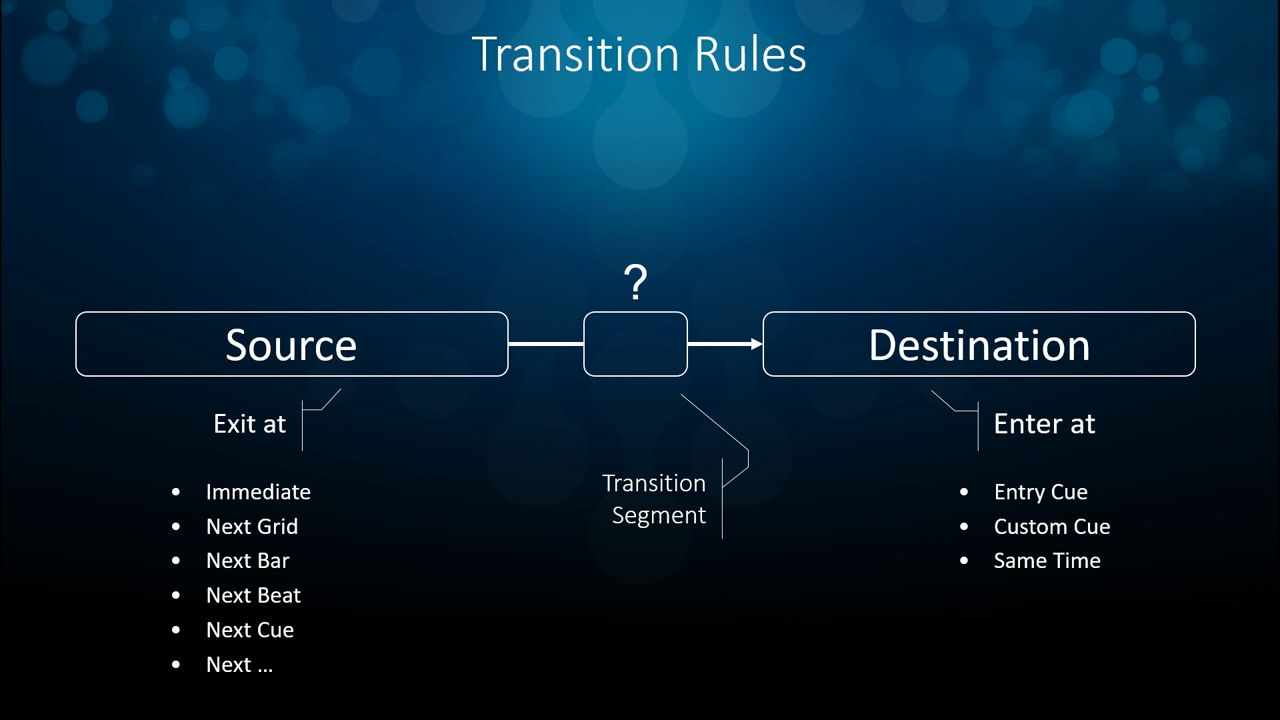 Transition Rules
?
Source
Destination
Exit at
• Immediate
• Next Grid
• Next Bar
• Next Beat
• Next Cue
• Next ...
Transition
Segment
Enter at
• Entry Cue
• Custom Cue
• Same Time